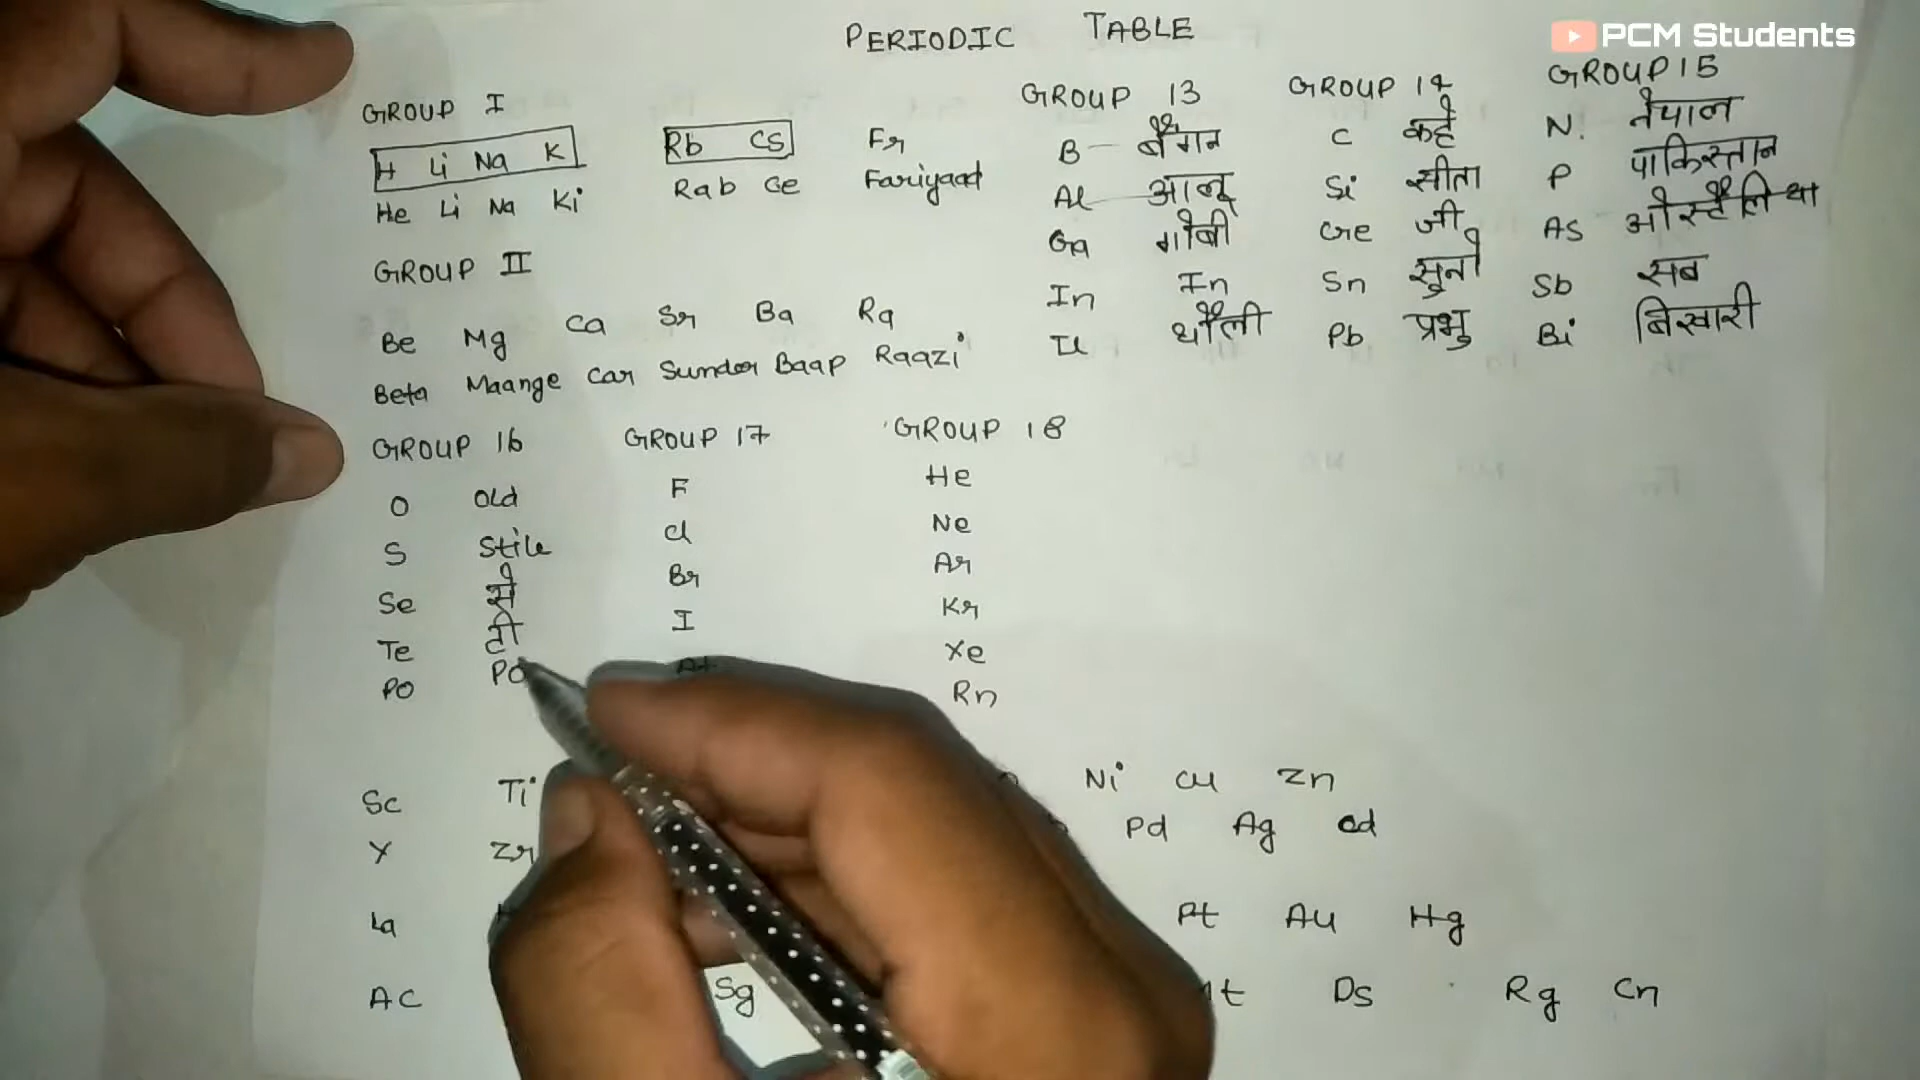 PERIODIC TABLE
PCM Students
GROUP I
H Li Na K Rb Cs Fr
He Li Na Ki Rab Ce Fariyaad
GROUP II
Be Mg Ca Sr Ba Ra
Beta Maange Car Sunder Baap Raazi
GROUP 13
B बैंगन
Al आलू
Ga गोबी
In In
Tl थैली
GROUP 14
C कहे
Si सीता
Ge जी
Sn सुनो
Pb प्रभु
GROUP 15
N नेपाल
P पाकिस्तान
As ओस्ट्रेलिया
Sb सब
Bi बिखारी
GROUP 16
O Old
S Stile
Se से
Te टी
Po Po
GROUP 17
F
Cl
Br
I
At
GROUP 18
He
Ne
Ar
Kr
Xe
Rn
Sc Ti Ni Cu Zn
Y Zr Pd Ag Cd
La Pt Au Hg
Ac Sg Ds Rg Cn